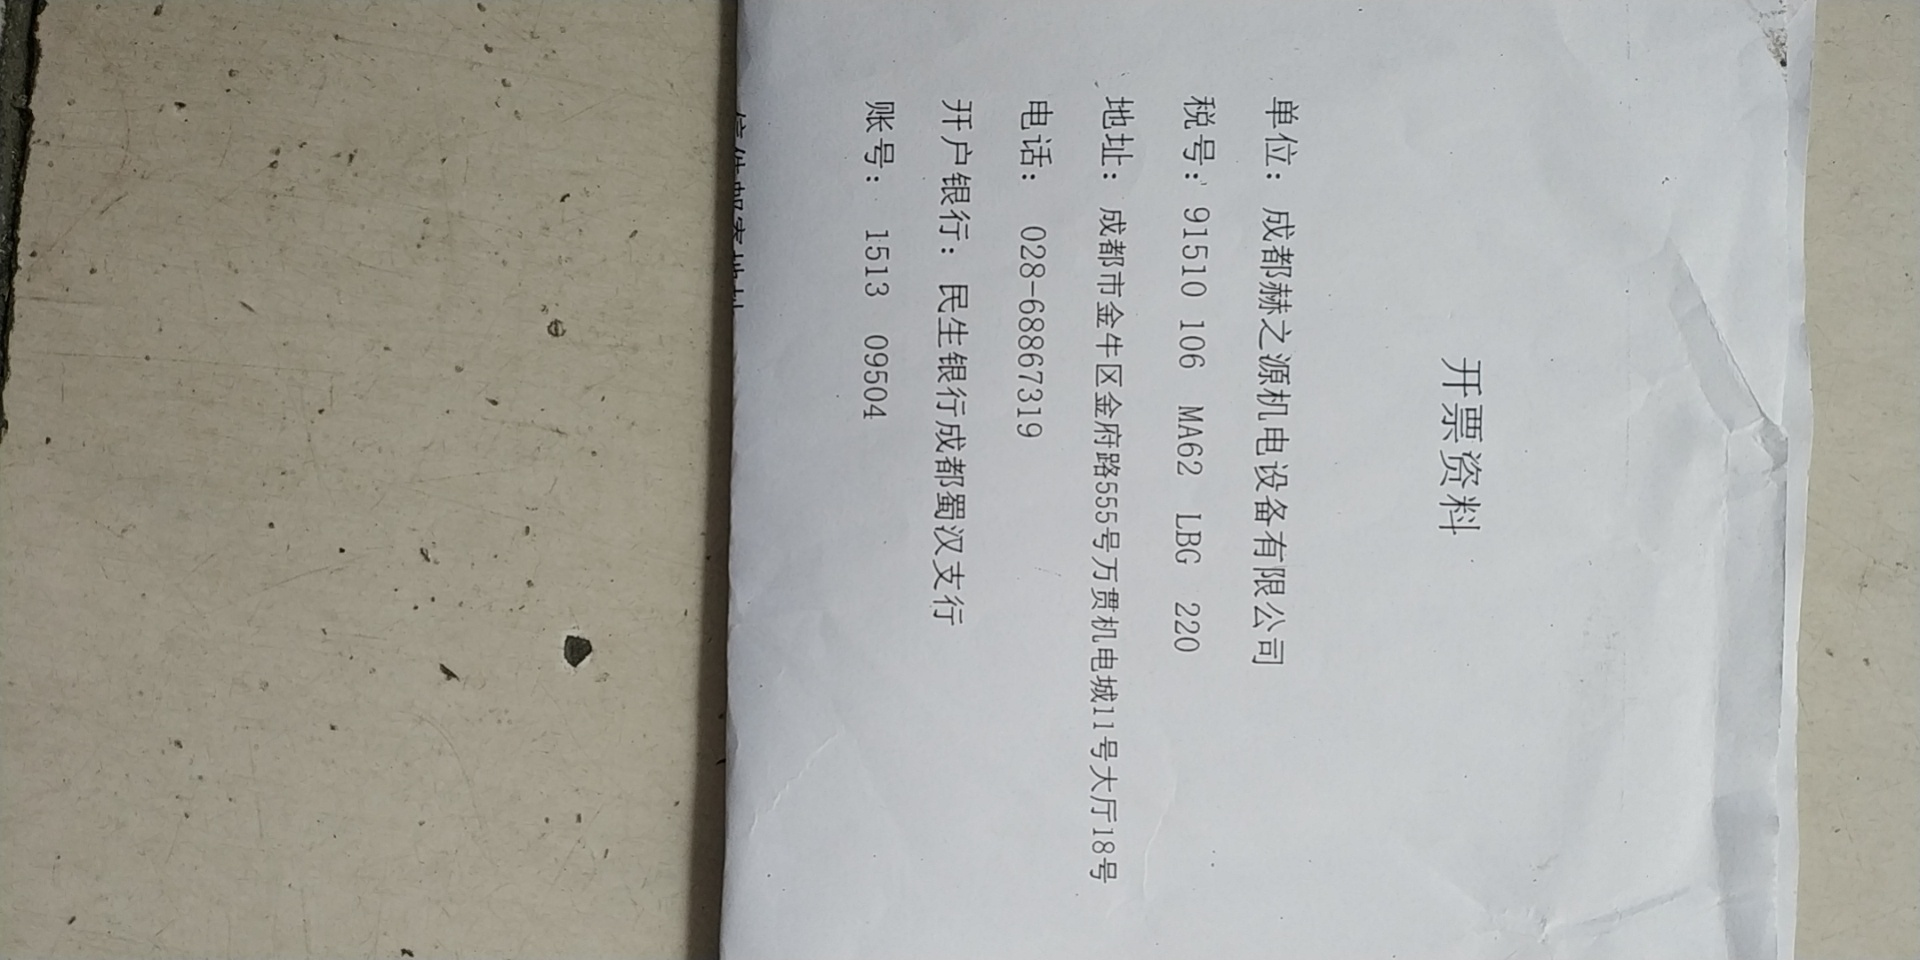 开票资料
单位: 成都赫之源机电设备有限公司
税号: 91510 106 MA62 LBG 220
地址: 成都市金牛区金府路555号万贯机电城11号大厅18号
电话: 028-68867319
开户银行: 民生银行成都蜀汉支行
账号: 1513 09504